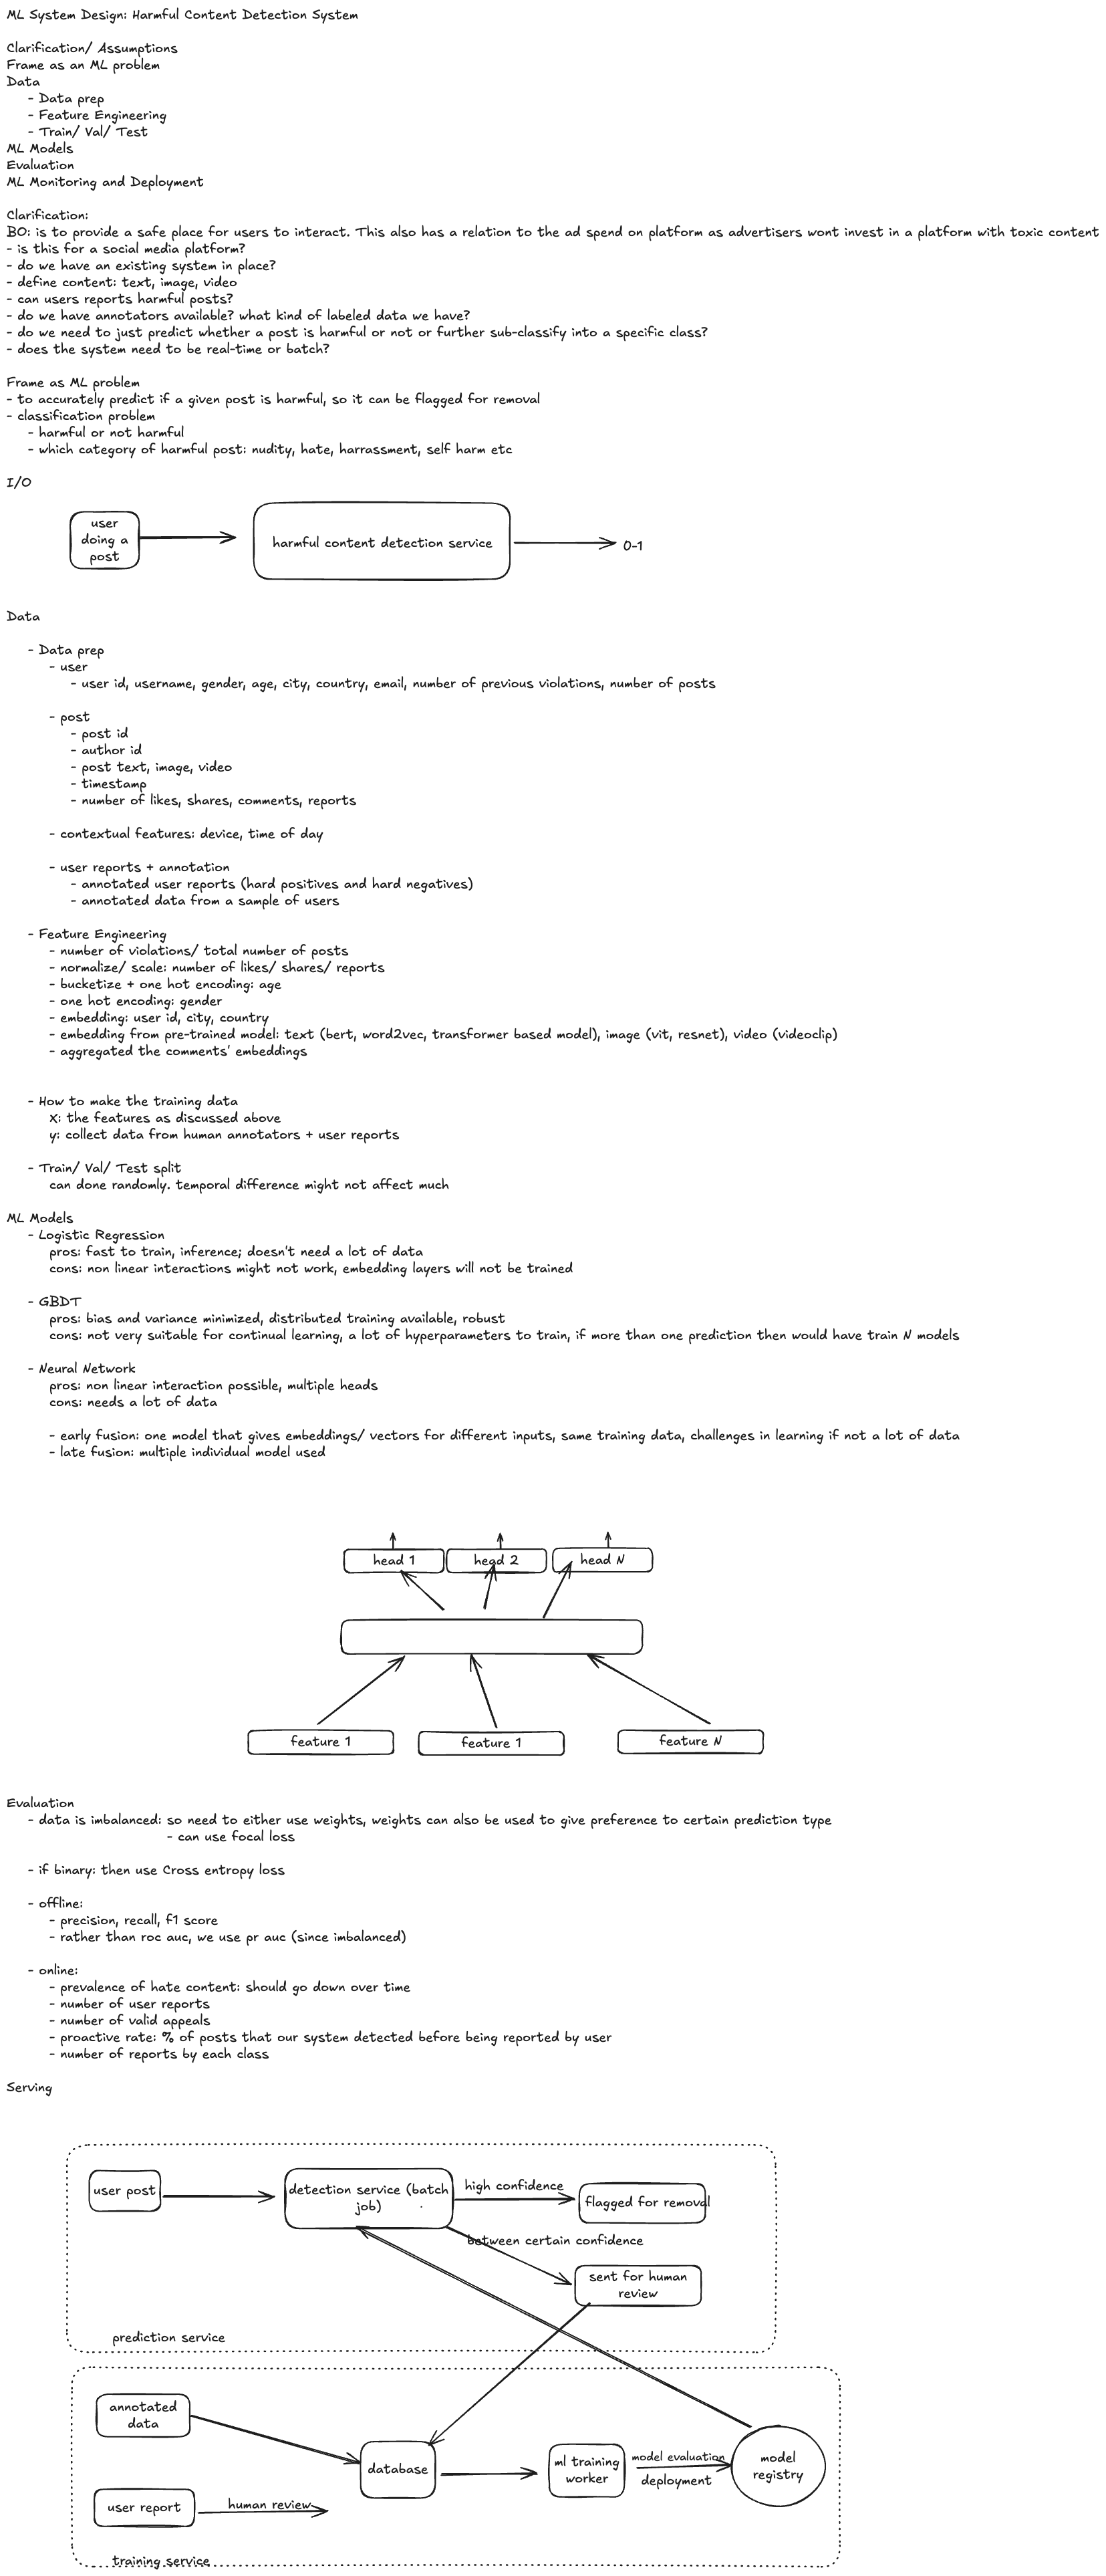 ML System Design: Harmful Content Detection System
Clarification/ Assumptions
Frame as an ML problem
Data
- Data prep
- Feature Engineering
- Train/ Val/ Test
ML Models
Evaluation
ML Monitoring and Deployment
Clarification:
BO: is to provide a safe place for users to interact. This also has a relation to the ad spend on platform as advertisers wont invest in a platform with toxic content
- is this for a social media platform?
- do we have an existing system in place?
- define content: text, image, video
- can users reports harmful posts?
- do we have annotators available? what kind of labeled data we have?
- do we need to just predict whether a post is harmful or not or further sub-classify into a specific class?
- does the system need to be real-time or batch?
Frame as ML problem
- to accurately predict if a given post is harmful, so it can be flagged for removal
- classification problem
- harmful or not harmful
- which category of harmful post: nudity, hate, harrassment, self harm etc
I/O
user
doing a
post
harmful content detection service
0-1
Data
- Data prep
- user
- user id, username, gender, age, city, country, email, number of previous violations, number of posts
- post
- post id
- author id
- post text, image, video
- timestamp
- number of likes, shares, comments, reports
- contextual features: device, time of day
- user reports + annotation
- annotated user reports (hard positives and hard negatives)
- annotated data from a sample of users
- Feature Engineering
- number of violations/ total number of posts
- normalize/ scale: number of likes/ shares/ reports
- bucketize + one hot encoding: age
- one hot encoding: gender
- embedding: user id, city, country
- embedding from pre-trained model: text (bert, word2vec, transformer based model), image (vit, resnet), video (videoclip)
- aggregated the comments' embeddings
- How to make the training data
X: the features as discussed above
y: collect data from human annotators + user reports
- Train/ Val/ Test split
can done randomly. temporal difference might not affect much
ML Models
- Logistic Regression
pros: fast to train, inference; doesn't need a lot of data
cons: non linear interactions might not work, embedding layers will not be trained
- GBDT
pros: bias and variance minimized, distributed training available, robust
cons: not very suitable for continual learning, a lot of hyperparameters to train, if more than one prediction then would have train N models
- Neural Network
pros: non linear interaction possible, multiple heads
cons: needs a lot of data
- early fusion: one model that gives embeddings/ vectors for different inputs, same training data, challenges in learning if not a lot of data
- late fusion: multiple individual model used
head 1
head 2
head N
feature 1
feature 1
feature N
Evaluation
- data is imbalanced: so need to either use weights, weights can also be used to give preference to certain prediction type
- can use focal loss
- if binary: then use Cross entropy loss
- offline:
- precision, recall, f1 score
- rather than roc auc, we use pr auc (since imbalanced)
- online:
- prevalence of hate content: should go down over time
- number of user reports
- number of valid appeals
- proactive rate: % of posts that our system detected before being reported by user
- number of reports by each class
Serving
user post
detection service (batch
job)
high confidence
flagged for removal
between certain confidence
sent for human
review
prediction service
annotated
data
database
ml training
worker
model evaluation
deployment
model
registry
user report
human review
training service